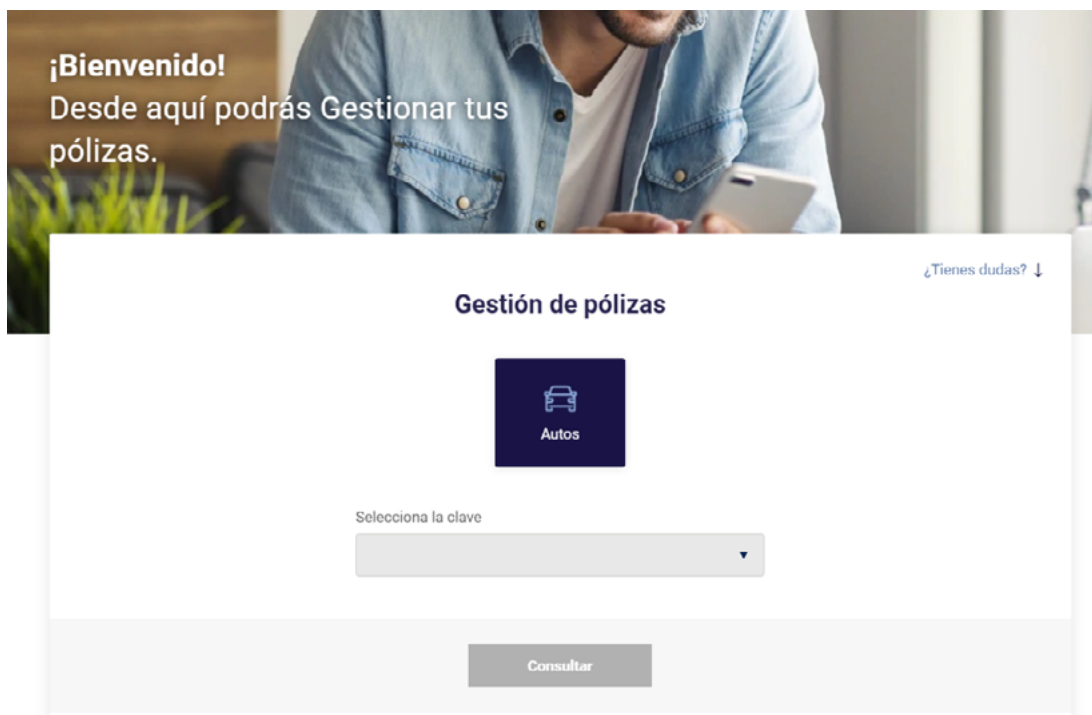 ¡Bienvenido!
Desde aquí podrás Gestionar tus
pólizas.
¿Tienes dudas? ↓
Gestión de pólizas
Autos
Selecciona la clave
Consultar